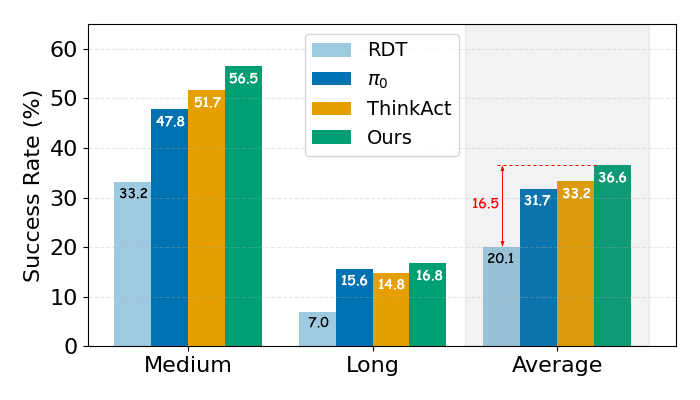 Success Rate (%)
60
50
40
30
20
10
0
RDT
π₀
ThinkAct
Ours
33.2
47.8
51.7
56.5
7.0
15.6
14.8
16.8
16.5
20.1
31.7
33.2
36.6
Medium
Long
Average